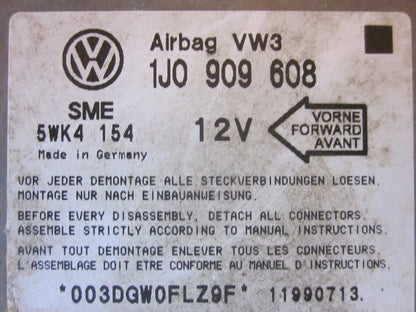 Airbag VW3
1J0 909 608
SME
5WK4 154
Made in Germany
12V
VORNE
FORWARD
AVANT
VOR JEDER DEMONTAGE ALLE STECKVERBINDUNGEN LOESEN.
MONTAGE NUR NACH EINBAUANWEISUNG.
BEFORE EVERY DISASSEMBLY, DETACH ALL CONNECTORS.
ASSEMBLE STRICTLY ACCORDING TO MANUAL INSTRUCTIONS.
AVANT TOUT DEMONTAGE ENLEVER TOUS LES CONNECTEURS.
L'ASSEMBLAGE DOIT ETRE CONFORME AU MANUEL D'INSTRUCTIONS.
*003DGW0FLZ9F* 11990713.